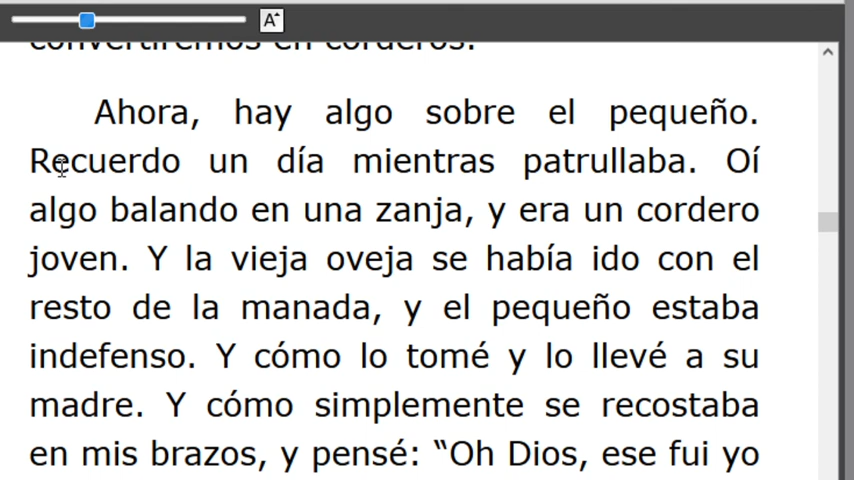 A
convertiremos en corderos.
Ahora, hay algo sobre el pequeño.
Recuerdo un día mientras patrullaba. Oí
algo balando en una zanja, y era un cordero
joven. Y la vieja oveja se había ido con el
resto de la manada, y el pequeño estaba
indefenso. Y cómo lo tomé y lo llevé a su
madre. Y cómo simplemente se recostaba
en mis brazos, y pensé: “Oh Dios, ese fui yo